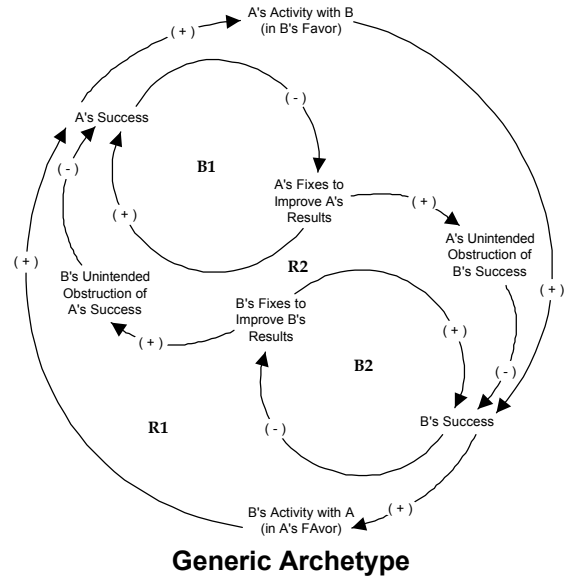 A's Activity with B
(in B's Favor)
( + )
( - )
A's Success
( - )
B1
A's Fixes to
Improve A's
Results
( + )
( + )
A's Unintended
Obstruction of
B's Success
( + )
B's Unintended
Obstruction of
A's Success
R2
( + )
B's Fixes to
Improve B's
Results
( + )
( + )
B2
( - )
R1
( - )
B's Success
B's Activity with A
(in A's FAvor)
( + )
Generic Archetype